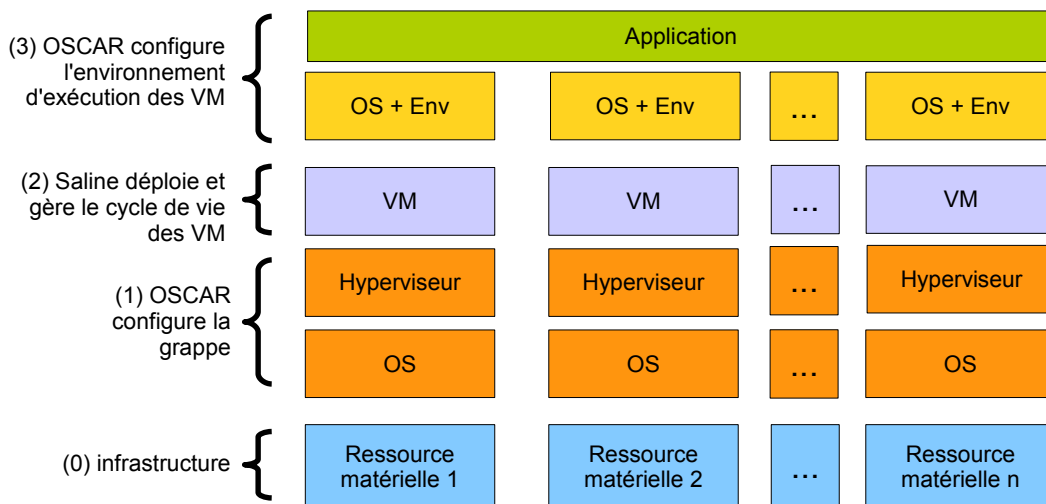 (3) OSCAR configure
l'environnement
d'exécution des VM
Application
OS + Env
OS + Env
...
OS + Env
(2) Saline déploie et
gère le cycle de vie
des VM
VM
VM
...
VM
(1) OSCAR
configure la
grappe
Hyperviseur
Hyperviseur
...
Hyperviseur
OS
OS
...
OS
(0) infrastructure
Ressource
matérielle 1
Ressource
matérielle 2
...
Ressource
matérielle n